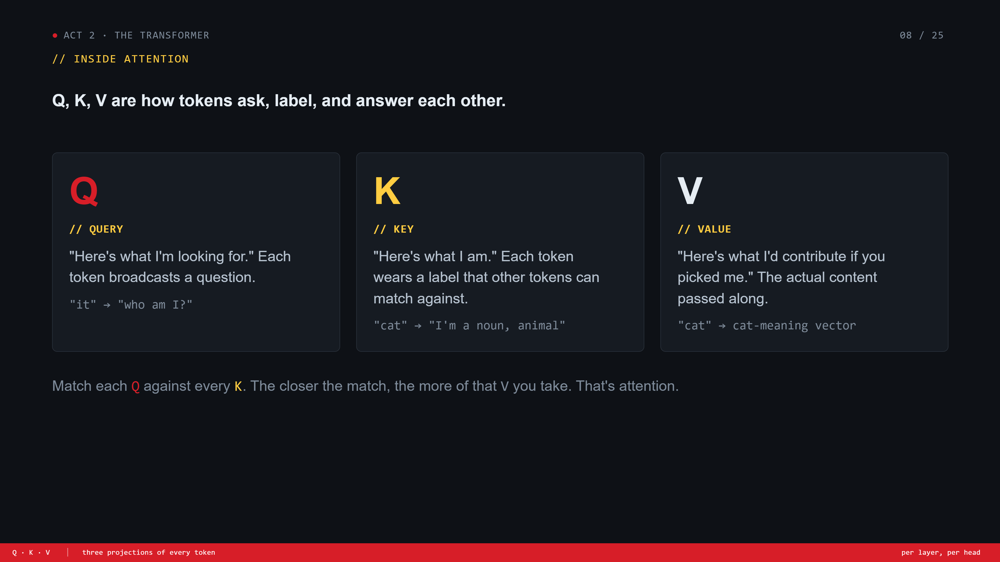 ● ACT 2 · THE TRANSFORMER
08 / 25
// INSIDE ATTENTION
Q, K, V are how tokens ask, label, and answer each other.
Q
// QUERY
"Here's what I'm looking for." Each
token broadcasts a question.
"it" → "who am I?"
K
// KEY
"Here's what I am." Each token
wears a label that other tokens can
match against.
"cat" → "I'm a noun, animal"
V
// VALUE
"Here's what I'd contribute if you
picked me." The actual content
passed along.
"cat" → cat-meaning vector
Match each Q against every K. The closer the match, the more of that V you take. That's attention.
Q · K · V | three projections of every token
per layer, per head